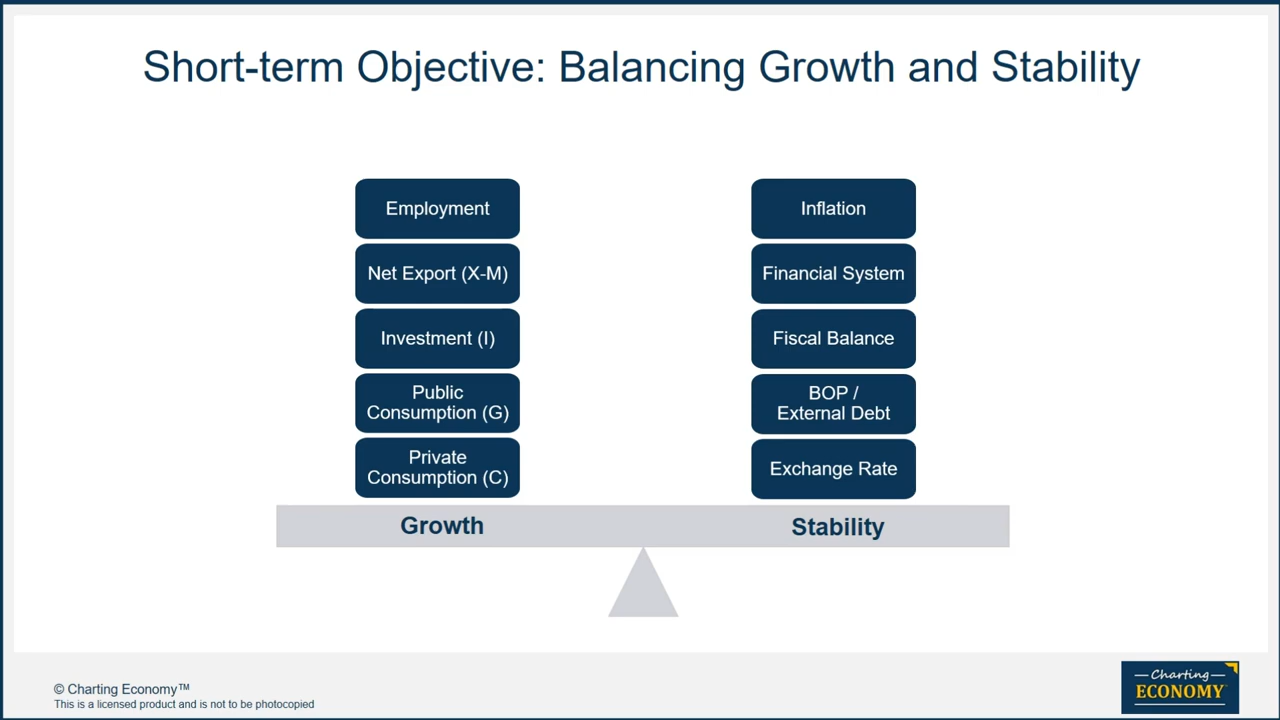 Short-term Objective: Balancing Growth and Stability
Employment
Net Export (X-M)
Investment (I)
Public
Consumption (G)
Private
Consumption (C)
Growth
Inflation
Financial System
Fiscal Balance
BOP /
External Debt
Exchange Rate
Stability
© Charting Economy™
This is a licensed product and is not to be photocopied
Charting
ECONOMY